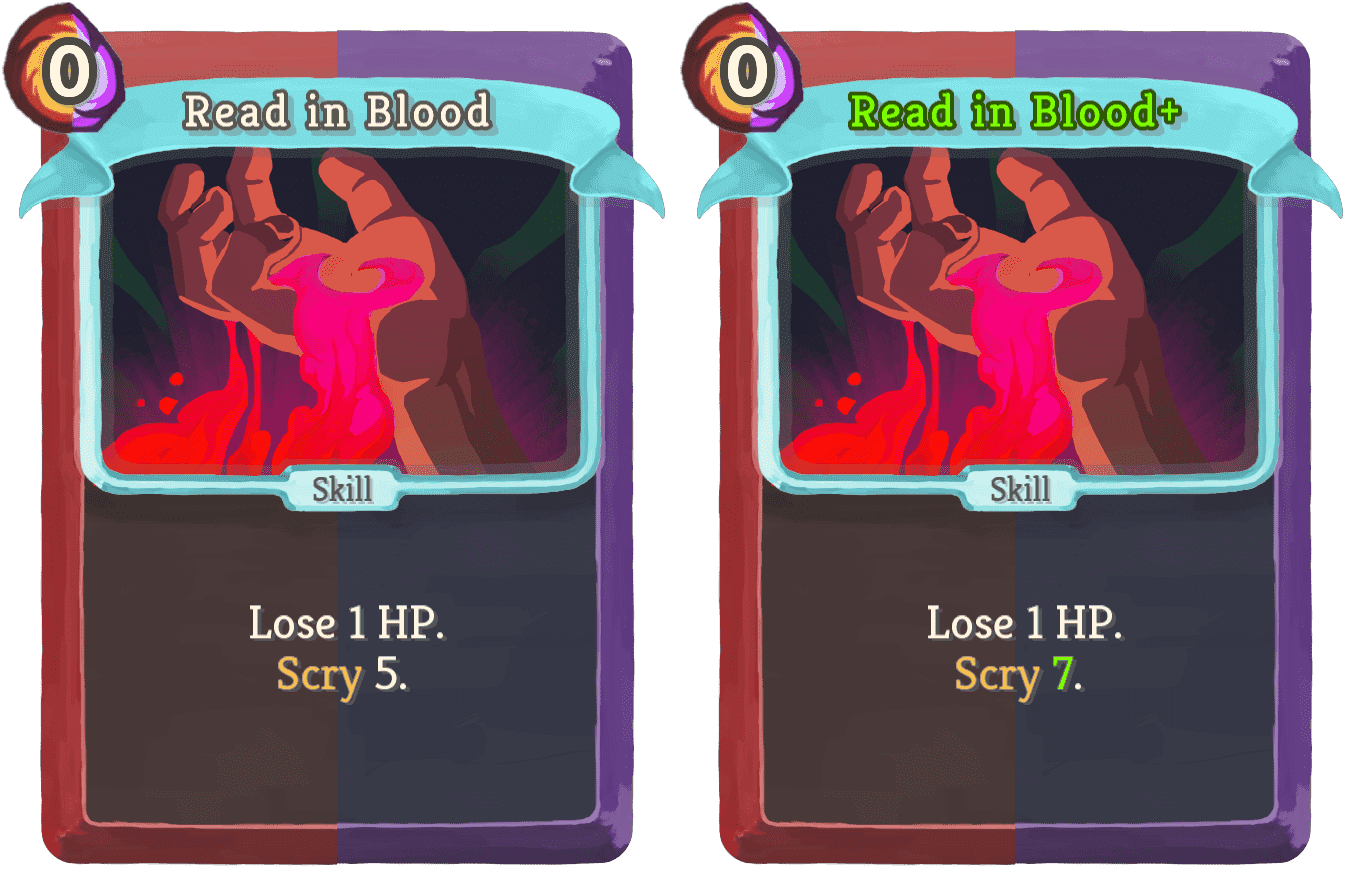 0
Read in Blood
Skill
Lose 1 HP.
Scry 5.
0
Read in Blood+
Skill
Lose 1 HP.
Scry 7.